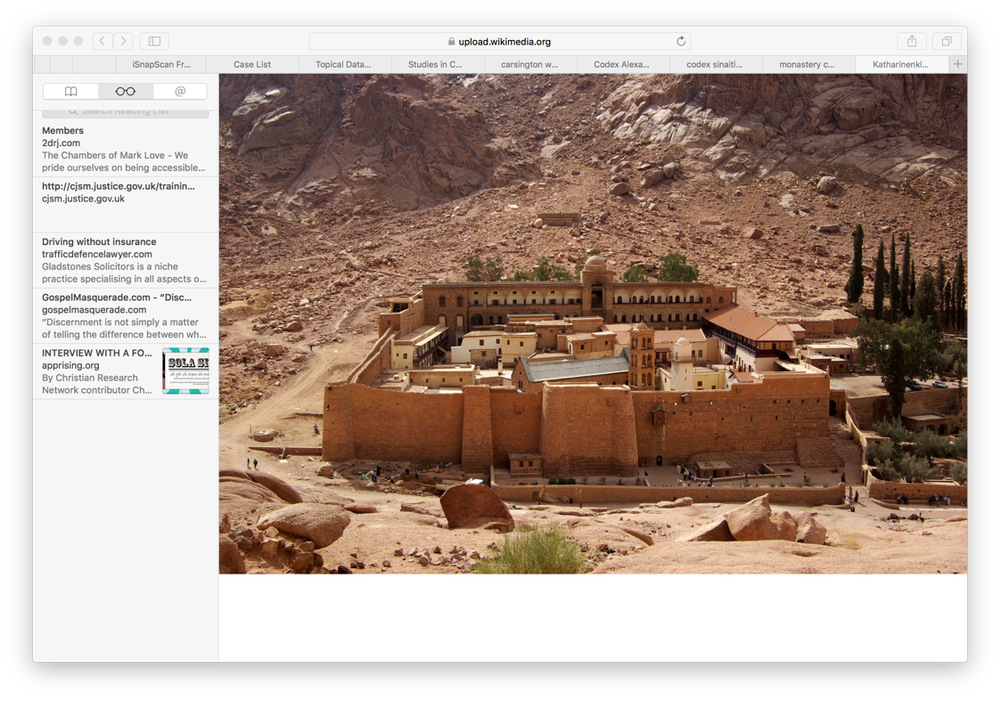 upload.wikimedia.org
iSnapScan Fr...
Case List
Topical Data...
Studies in C...
carsington w...
Codex Alexa...
codex sinaiti...
monastery c...
Katharinenkl...
@
Search Reading List
Members
2drj.com
The Chambers of Mark Love - We
pride ourselves on being accessible...
http://cjsm.justice.gov.uk/trainin...
cjsm.justice.gov.uk
Driving without insurance
trafficdefencelawyer.com
Gladstones Solicitors is a niche
practice specialising in all aspects o...
GospelMasquerade.com - “Disc...
gospelmasquerade.com
“Discernment is not simply a matter
of telling the difference between wh...
INTERVIEW WITH A FO...
apprising.org
By Christian Research
Network contributor Ch...
SOLA SI